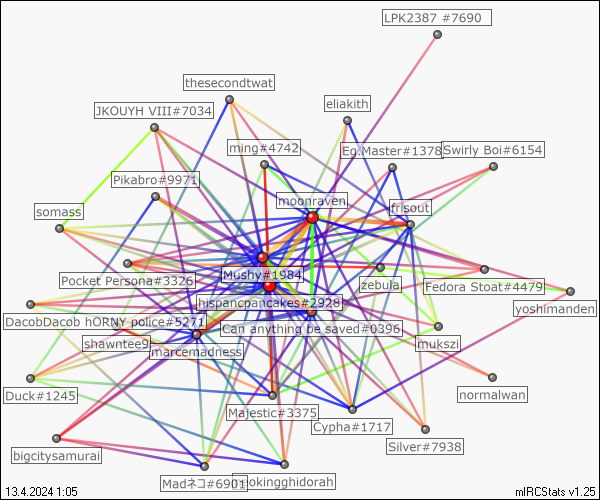 LPK2387 #7690
thesecondtwat
JKOUYH VIII#7034
eliakith
ming#4742
Eg.Master#1378
Swirly Boi#6154
Pikabro#9971
moonraven
frisout
somass
Pocket Persona#3326
Mushy#1984
zebula
Fedora Stoat#4479
hispancpancakes#2928
yoshimanden
DacobDacob hORNY police#5271
Can anything be saved#0396
shawntee9
marcemadness
mukszi
Duck#1245
Majestic#3375
normalwan
Cypha#1717
Silver#7938
bigcitysamurai
Madネコ#6901
okingghidorah
13.4.2024 1:05
mIRCStats v1.25